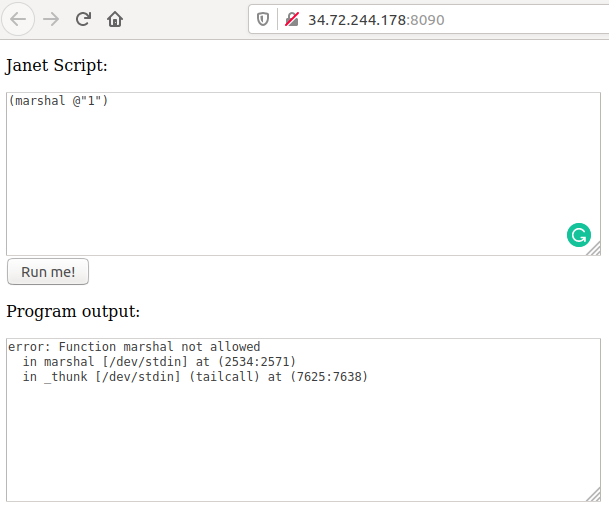 34.72.244.178:8090
Janet Script:
(marshal @"1")
Run me!
Program output:
error: Function marshal not allowed
  in marshal [/dev/stdin] at (2534:2571)
  in _thunk [/dev/stdin] (tailcall) at (7625:7638)